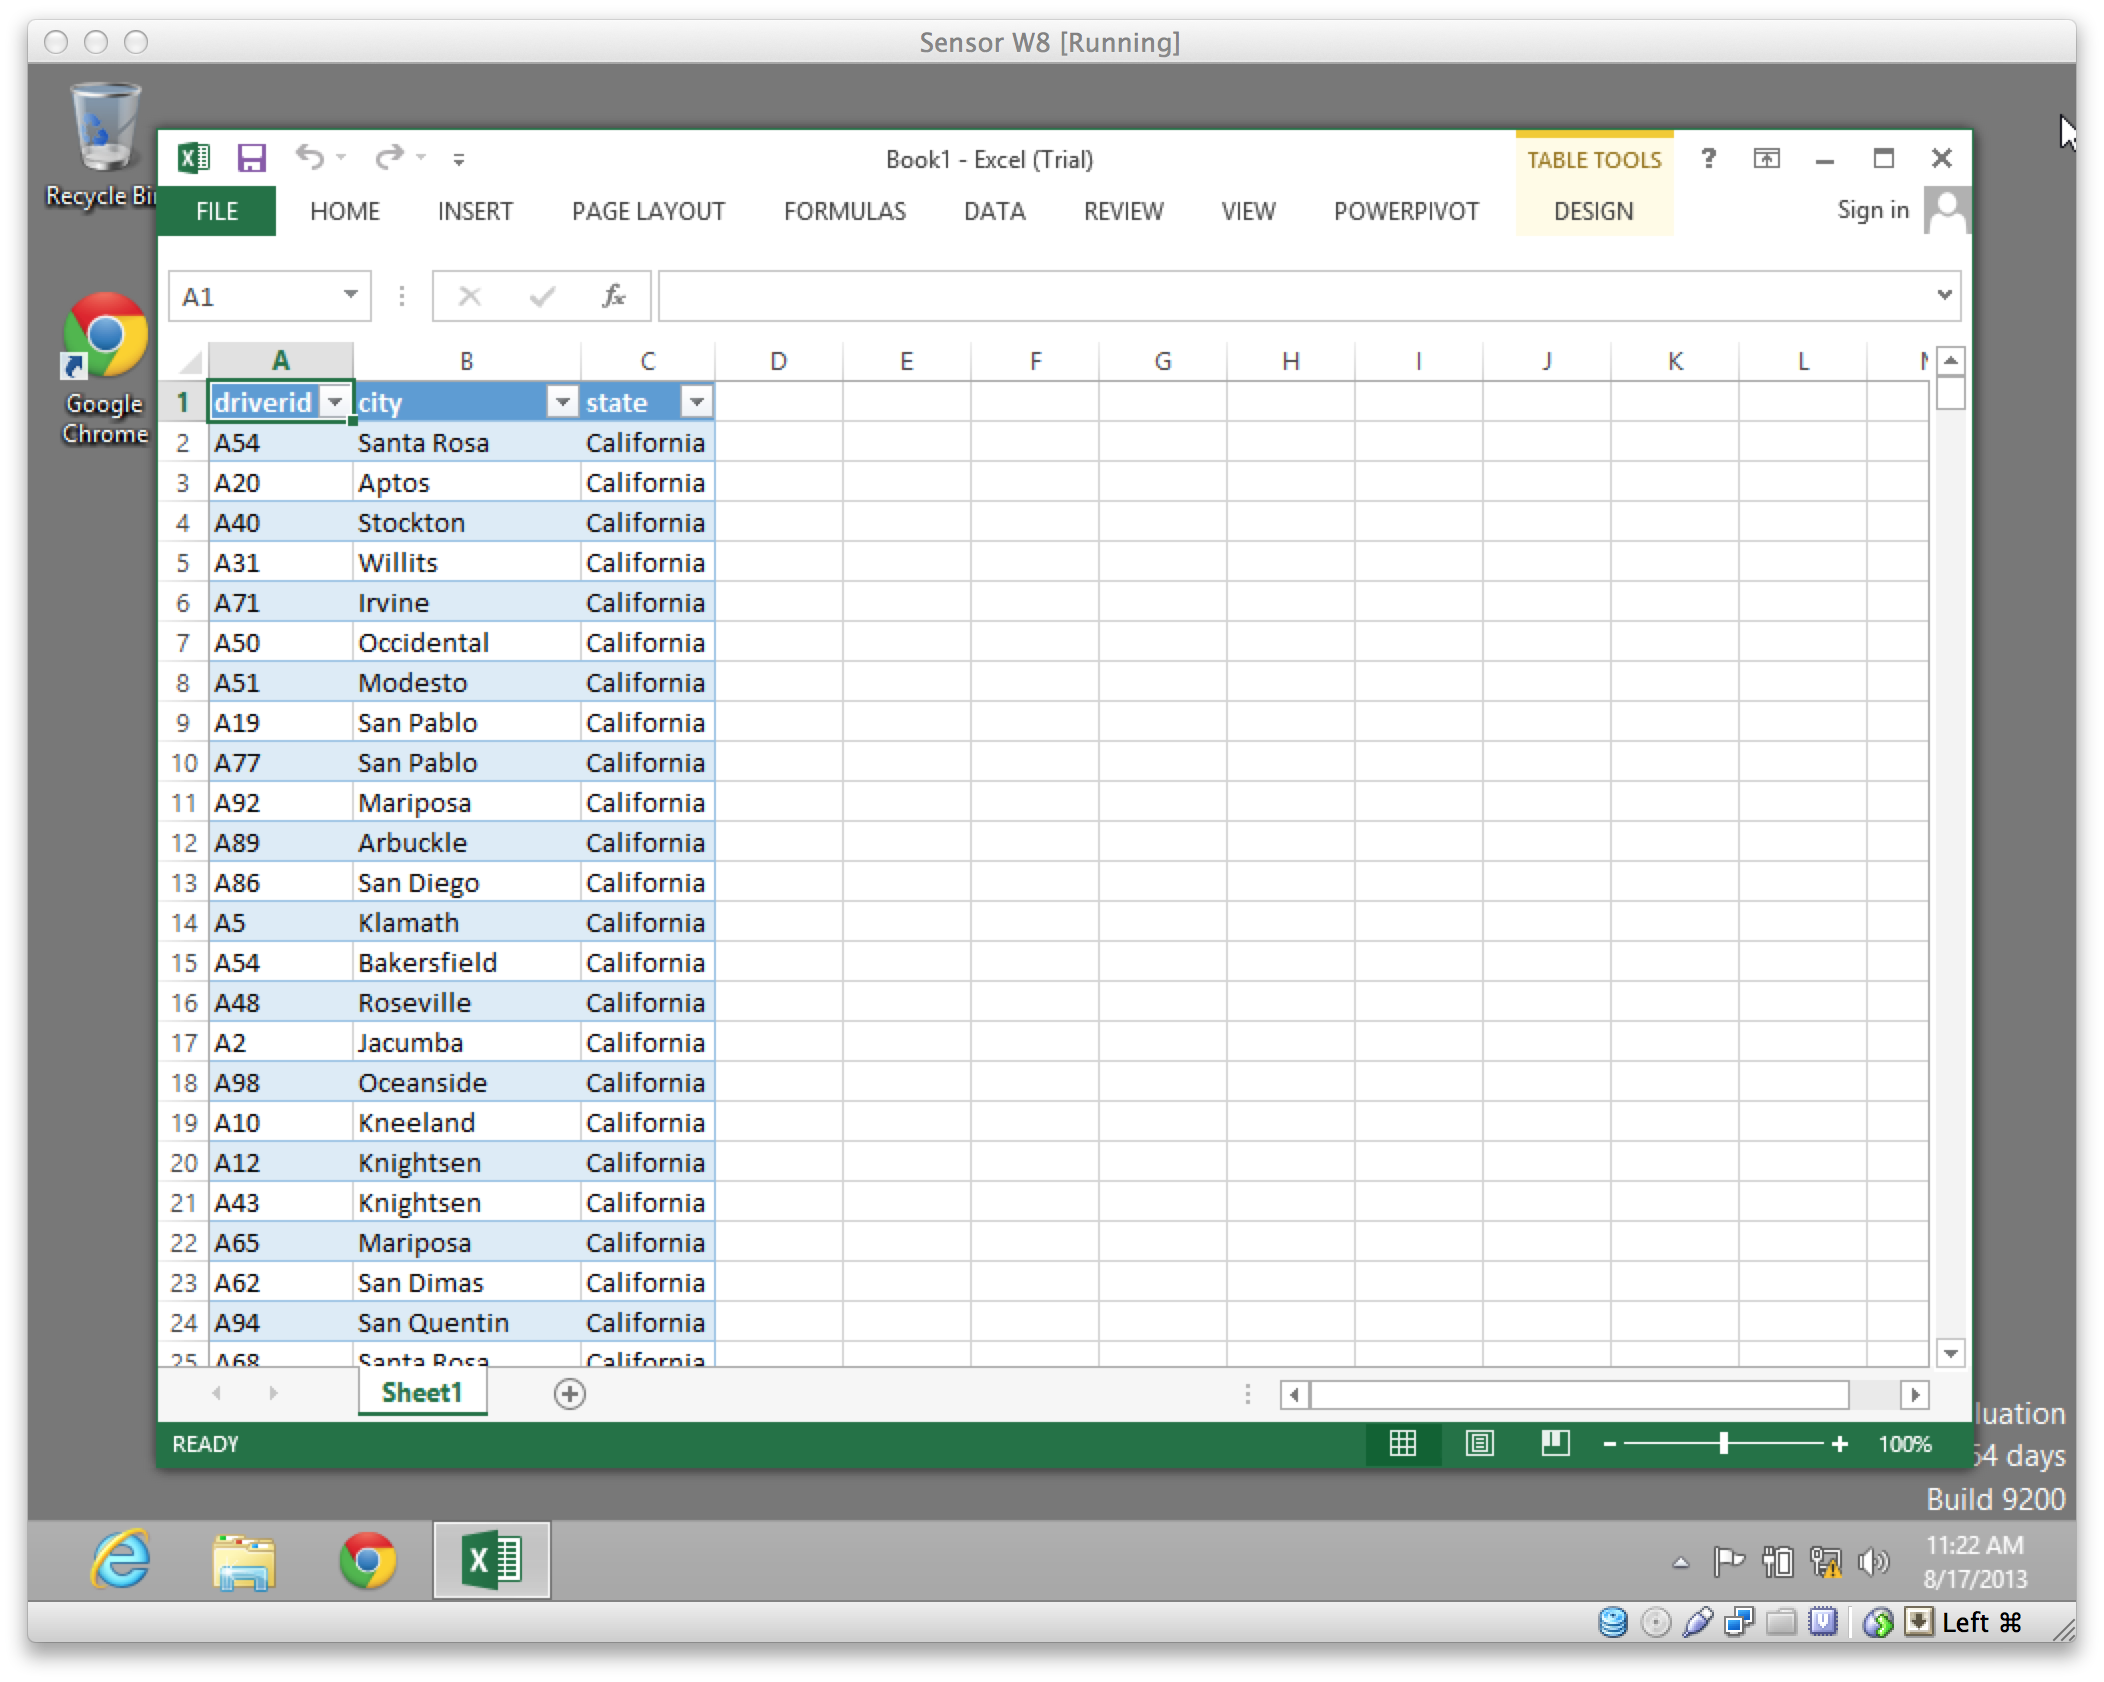 Sensor W8 [Running]
Recycle Bi
Google
Chrome
Book1 - Excel (Trial)
TABLE TOOLS
?
FILE HOME INSERT PAGE LAYOUT FORMULAS DATA REVIEW VIEW POWERPIVOT DESIGN Sign in
A1 fx
A B C D E F G H I J K L
1 driverid city state
2 A54 Santa Rosa California
3 A20 Aptos California
4 A40 Stockton California
5 A31 Willits California
6 A71 Irvine California
7 A50 Occidental California
8 A51 Modesto California
9 A19 San Pablo California
10 A77 San Pablo California
11 A92 Mariposa California
12 A89 Arbuckle California
13 A86 San Diego California
14 A5 Klamath California
15 A54 Bakersfield California
16 A48 Roseville California
17 A2 Jacumba California
18 A98 Oceanside California
19 A10 Kneeland California
20 A12 Knightsen California
21 A43 Knightsen California
22 A65 Mariposa California
23 A62 San Dimas California
24 A94 San Quentin California
25 A68 Santa Rosa California
Sheet1
READY
100%
luation
54 days
Build 9200
11:22 AM
8/17/2013
Left ⌘